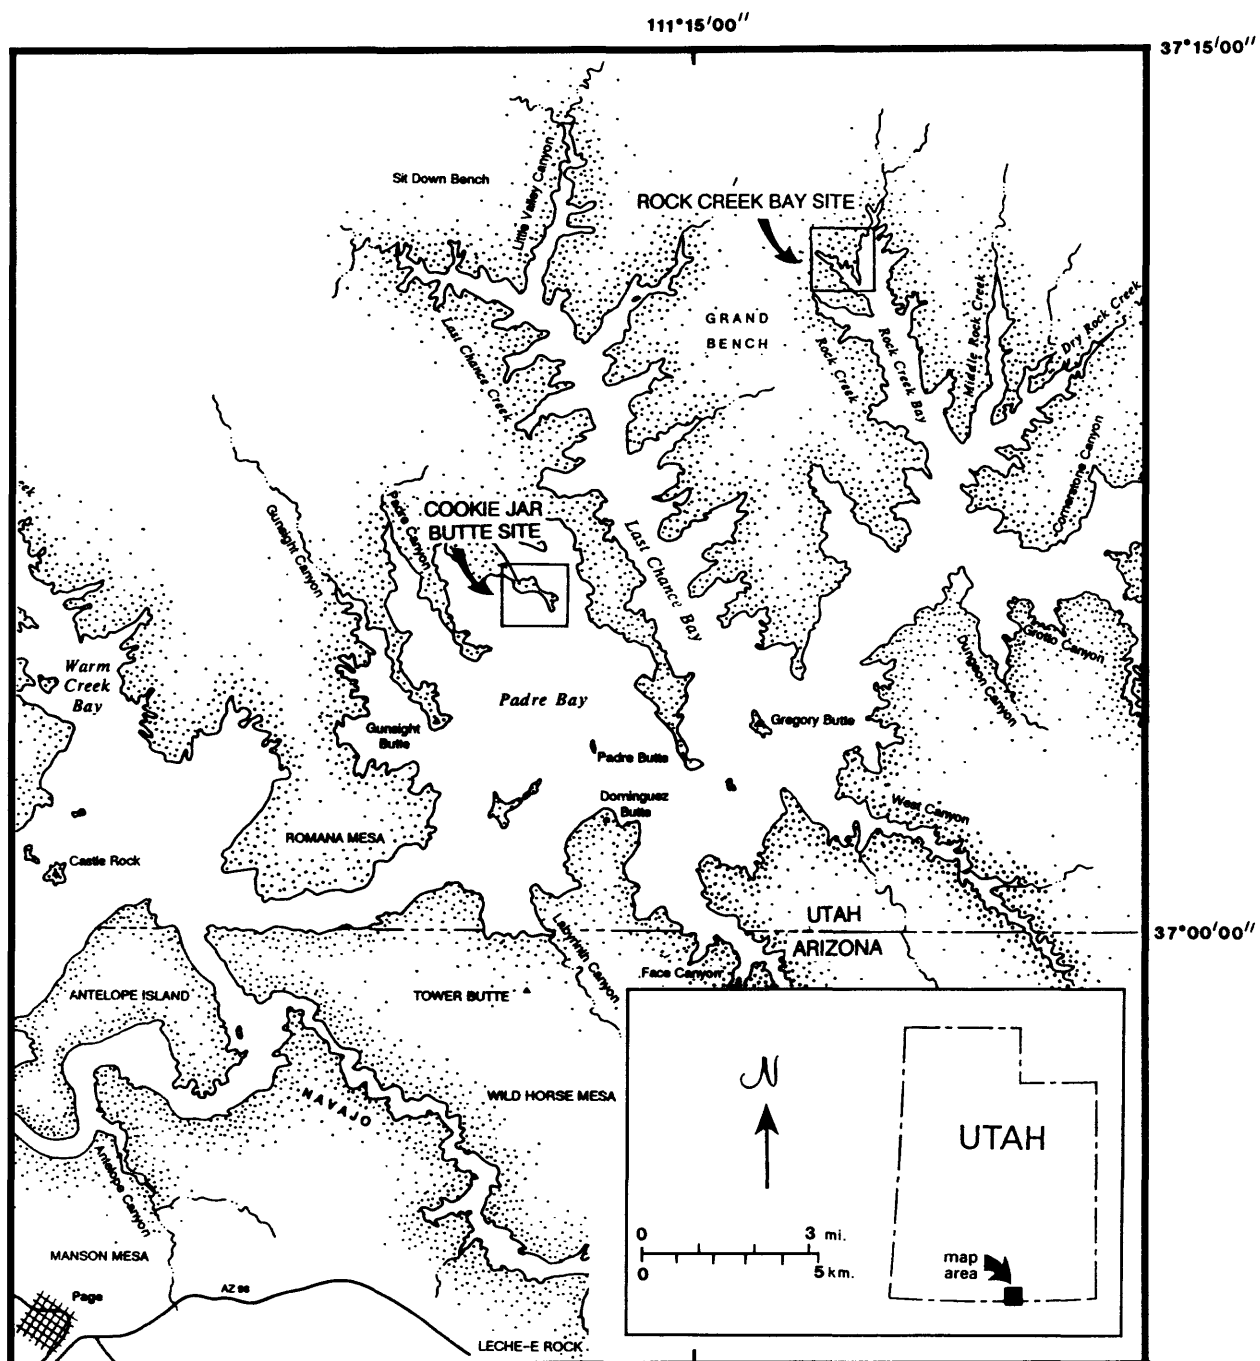 111°15'00"
37°15'00"
Sit Down Bench
Little Valley Canyon
ROCK CREEK BAY SITE
GRAND
BENCH
Last Chance Creek
Rock Creek
Rock Creek Bay
Middle Rock Creek
Dry Rock Creek
Cornerstone Canyon
eek
Gunsight Canyon
Padre Canyon
COOKIE JAR
BUTTE SITE
Last Chance Bay
Warm
Creek
Bay
Padre Bay
Gunsight
Butte
Dungeon Canyon
Grotto Canyon
Gregory Butte
Padre Butte
Dominguez
Butte
West Canyon
ROMANA MESA
Castle Rock
UTAH
ARIZONA
37°00'00"
Labyrinth Canyon
Face Canyon
ANTELOPE ISLAND
TOWER BUTTE
NAVAJO
WILD HORSE MESA
Antelope Canyon
MANSON MESA
Page
AZ 98
LECHE-E ROCK
N
UTAH
0 3 mi.
0 5 km.
map
area